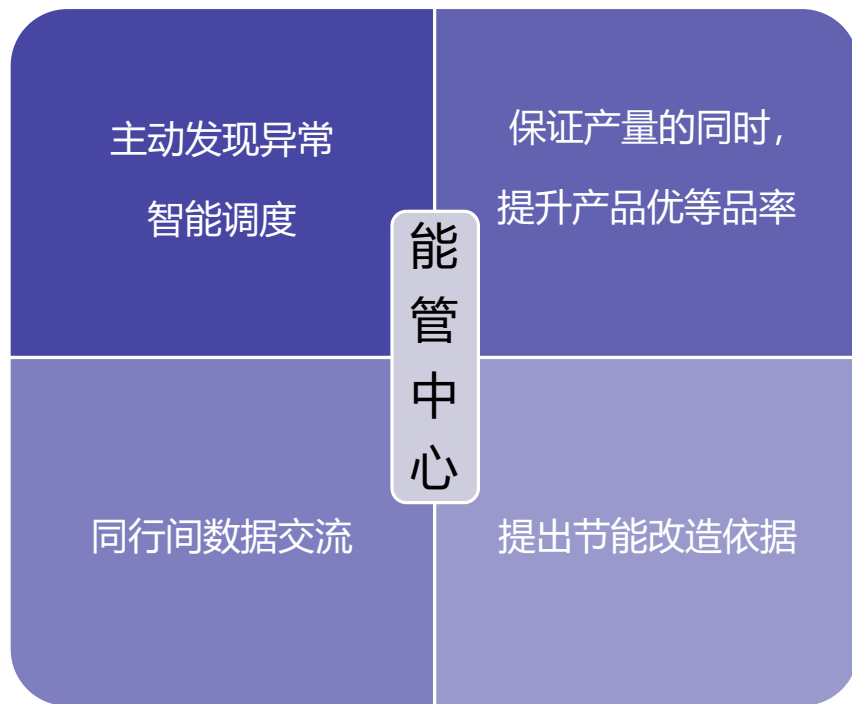 主动发现异常
智能调度
保证产量的同时，
提升产品优等品率
能
管
中
心
同行间数据交流
提出节能改造依据